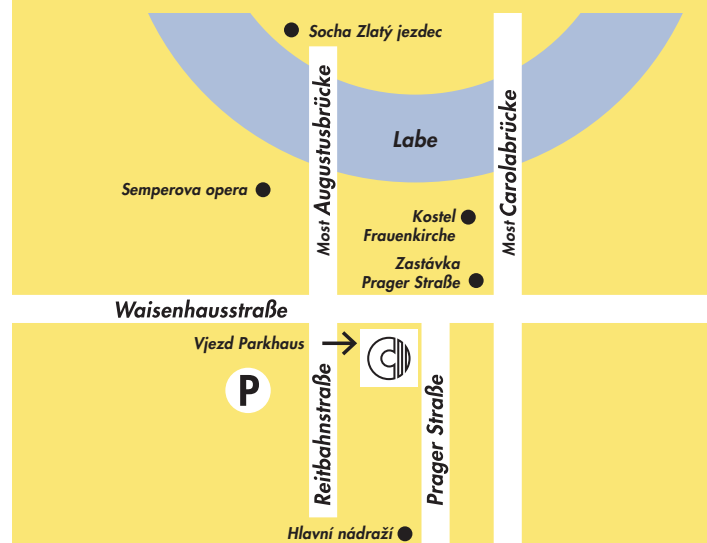 Socha Zlatý jezdec
Most Augustusbrücke
Most Carolabrücke
Labe
Semperova opera
Kostel
Frauenkirche
Zastávka
Prager Straße
Waisenhausstraße
Vjezd Parkhaus
P
Reitbahnstraße
Prager Straße
Hlavní nádraží